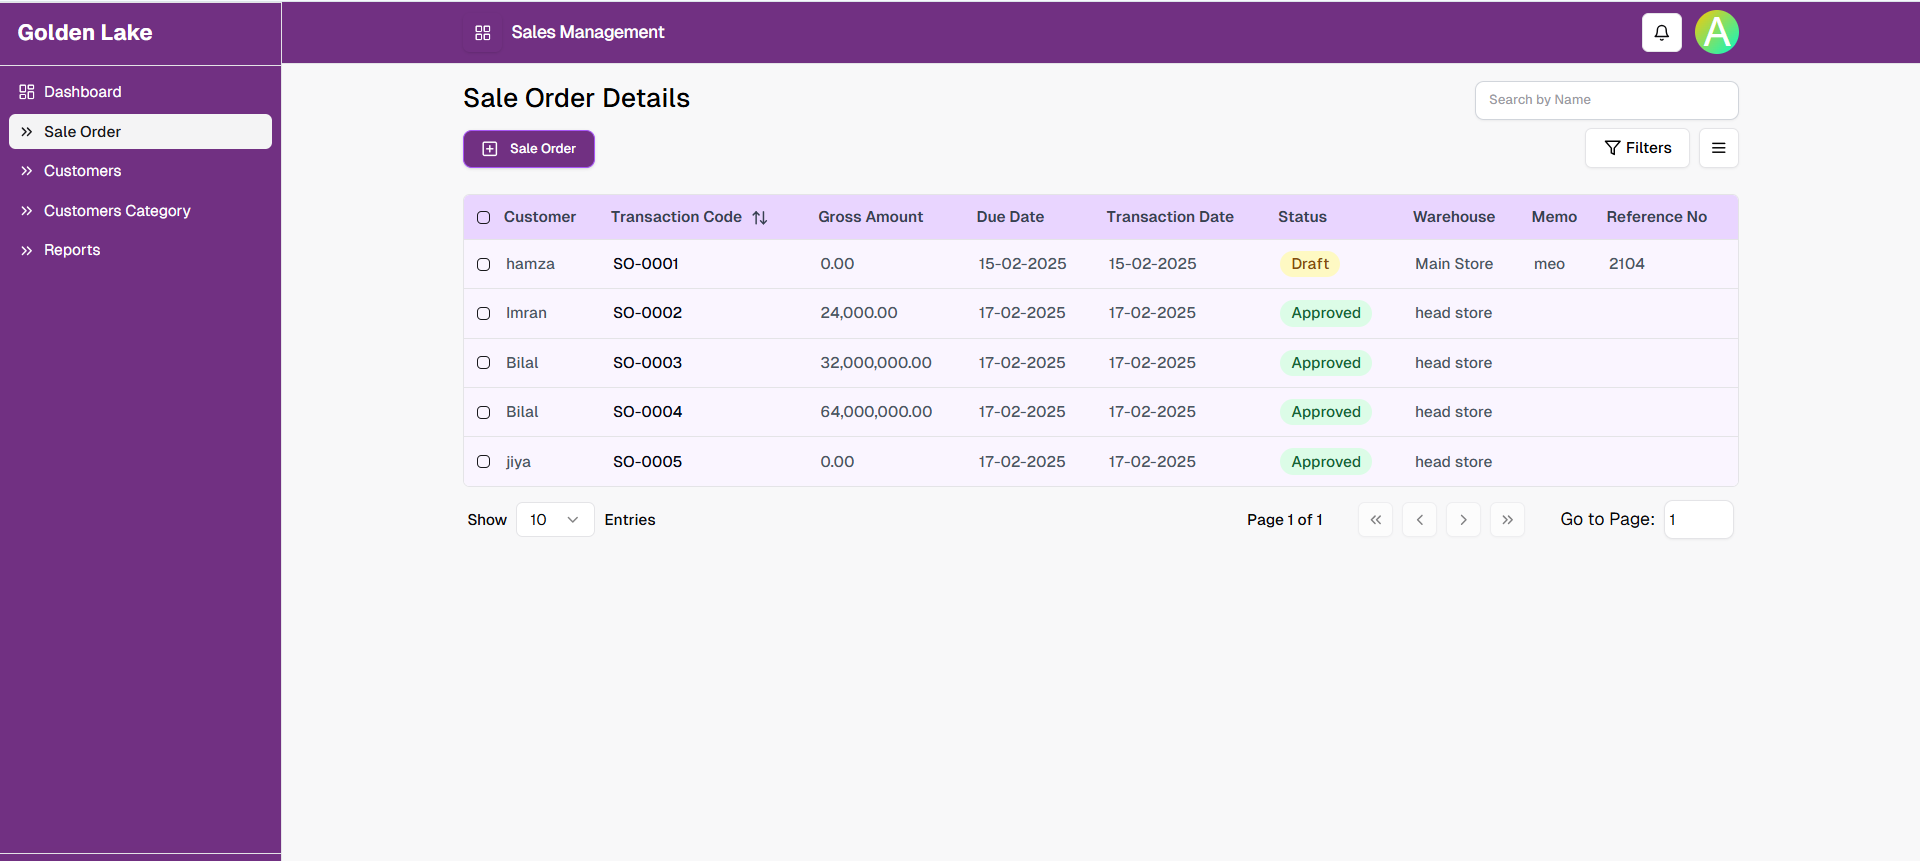 Golden Lake
Sales Management
A
Dashboard
Sale Order
Customers
Customers Category
Reports
Sale Order Details
Search by Name
Sale Order
Filters
Customer Transaction Code Gross Amount Due Date Transaction Date Status Warehouse Memo Reference No
hamza SO-0001 0.00 15-02-2025 15-02-2025 Draft Main Store meo 2104
Imran SO-0002 24,000.00 17-02-2025 17-02-2025 Approved head store
Bilal SO-0003 32,000,000.00 17-02-2025 17-02-2025 Approved head store
Bilal SO-0004 64,000,000.00 17-02-2025 17-02-2025 Approved head store
jiya SO-0005 0.00 17-02-2025 17-02-2025 Approved head store
Show 10 Entries Page 1 of 1 Go to Page: 1